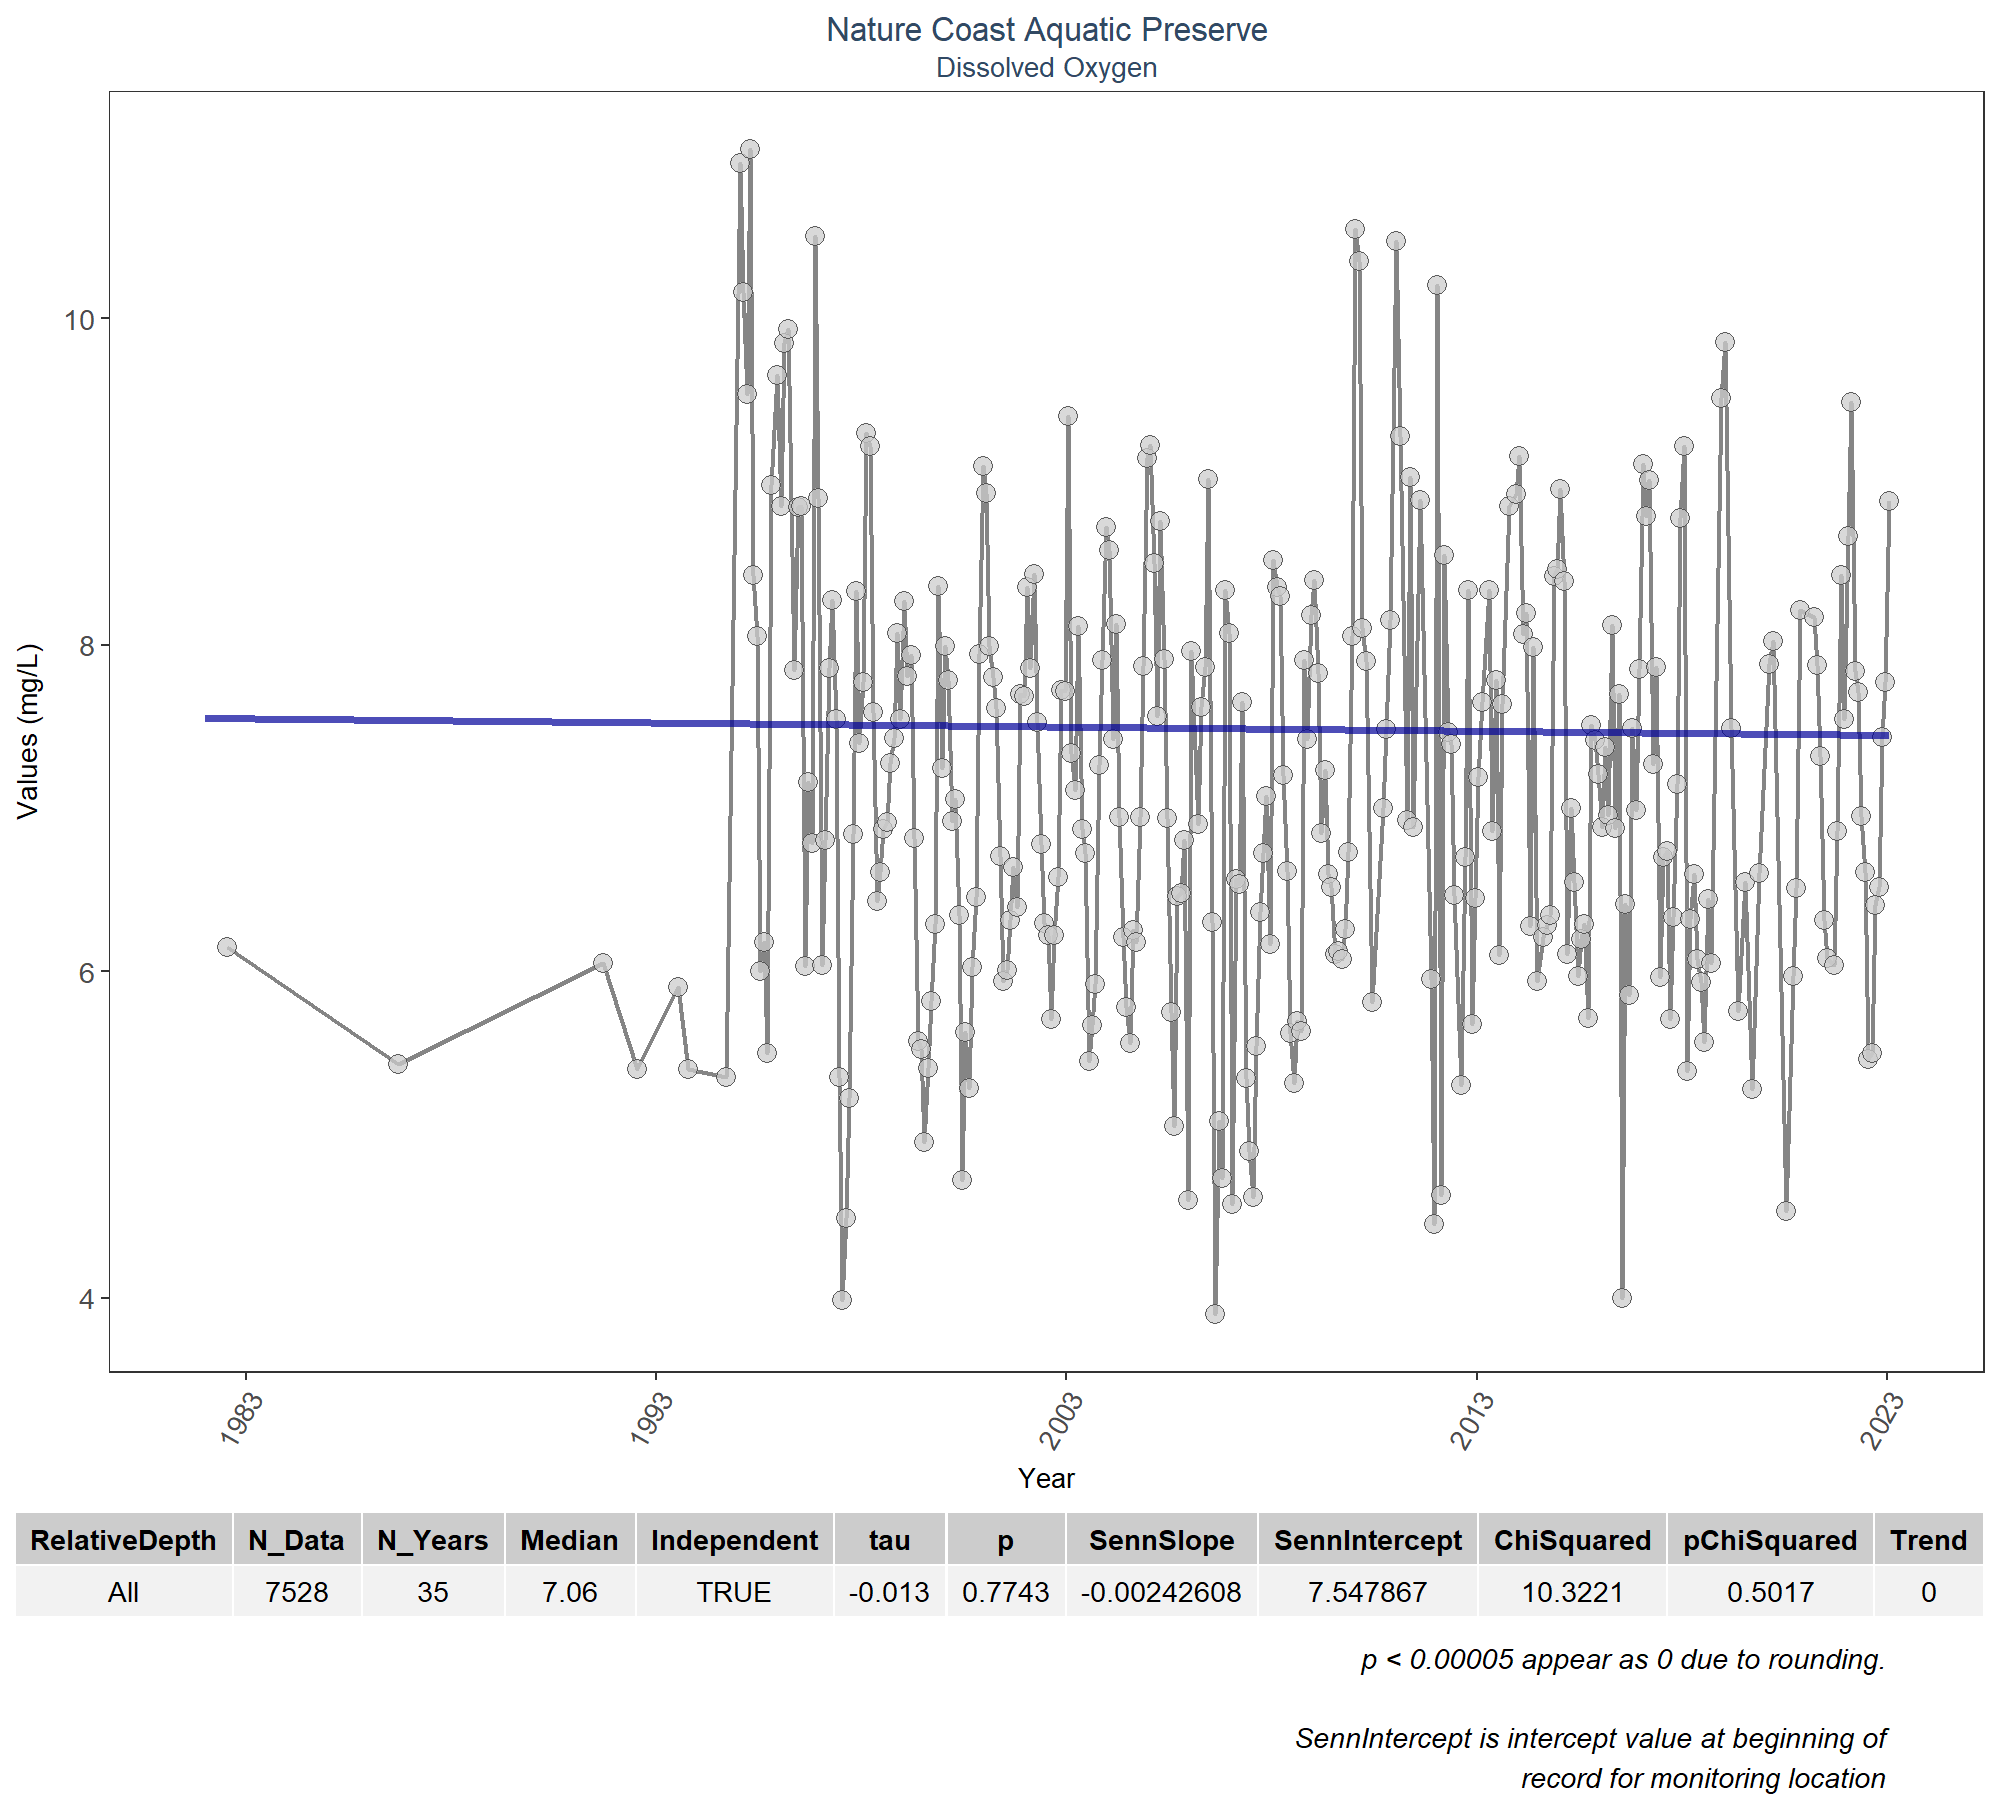 Nature Coast Aquatic Preserve
Dissolved Oxygen
Values (mg/L)
10
8
6
4
1983
1993
2003
2013
2023
Year
RelativeDepth N_Data N_Years Median Independent tau p SennSlope SennIntercept ChiSquared pChiSquared Trend
All 7528 35 7.06 TRUE -0.013 0.7743 -0.00242608 7.547867 10.3221 0.5017 0
p < 0.00005 appear as 0 due to rounding.
SennIntercept is intercept value at beginning of
record for monitoring location